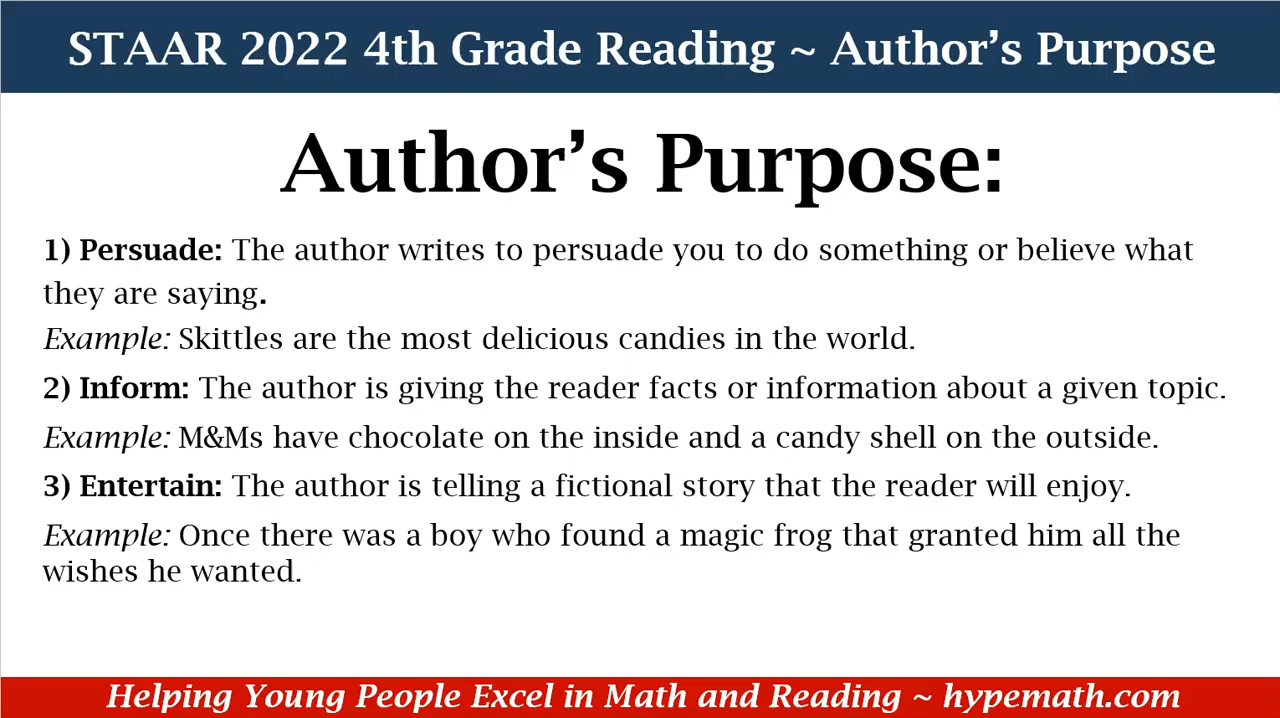 STAAR 2022 4th Grade Reading ~ Author’s Purpose
Author’s Purpose:
1) Persuade: The author writes to persuade you to do something or believe what
they are saying.
Example: Skittles are the most delicious candies in the world.
2) Inform: The author is giving the reader facts or information about a given topic.
Example: M&Ms have chocolate on the inside and a candy shell on the outside.
3) Entertain: The author is telling a fictional story that the reader will enjoy.
Example: Once there was a boy who found a magic frog that granted him all the
wishes he wanted.
Helping Young People Excel in Math and Reading ~ hypemath.com